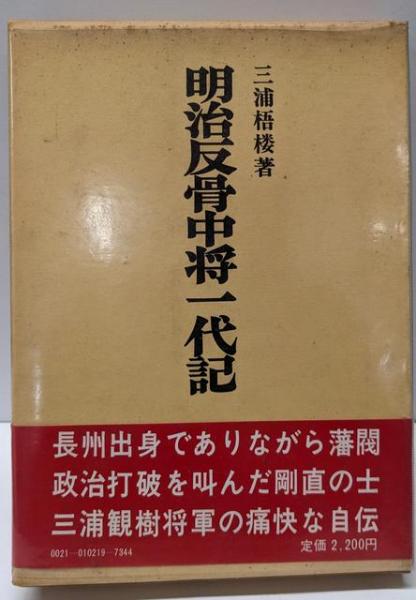 三浦梧楼著
明治反骨中将一代記
長州出身でありながら藩閥
政治打破を叫んだ剛直の士
三浦観樹将軍の痛快な自伝
0021―010219―7344
定価 2,200円